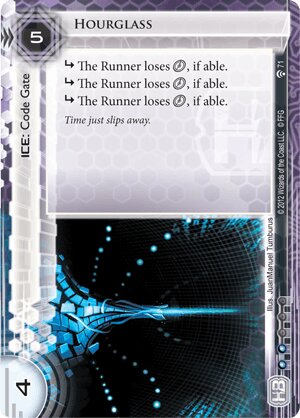 Hourglass
5
ICE: Code Gate
↳ The Runner loses 🕓, if able.
↳ The Runner loses 🕓, if able.
↳ The Runner loses 🕓, if able.
Time just slips away.
71
© 2012 Wizards of the Coast LLC. © FFG
Illus. JuanManuel Tumburus
4
HB